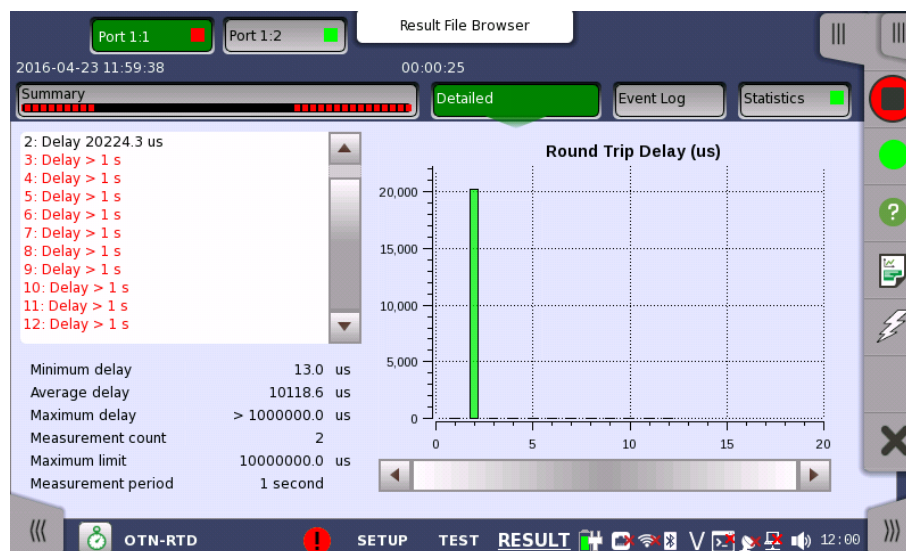 Port 1:1
Port 1:2
Result File Browser
2016-04-23 11:59:38
00:00:25
Summary
Detailed
Event Log
Statistics
2: Delay 20224.3 us
3: Delay > 1 s
4: Delay > 1 s
5: Delay > 1 s
6: Delay > 1 s
7: Delay > 1 s
8: Delay > 1 s
9: Delay > 1 s
10: Delay > 1 s
11: Delay > 1 s
12: Delay > 1 s
Minimum delay 13.0 us
Average delay 10118.6 us
Maximum delay > 1000000.0 us
Measurement count 2
Maximum limit 10000000.0 us
Measurement period 1 second
Round Trip Delay (us)
20,000
15,000
10,000
5,000
0
0 5 10 15 20
OTN-RTD
SETUP TEST RESULT V 12:00